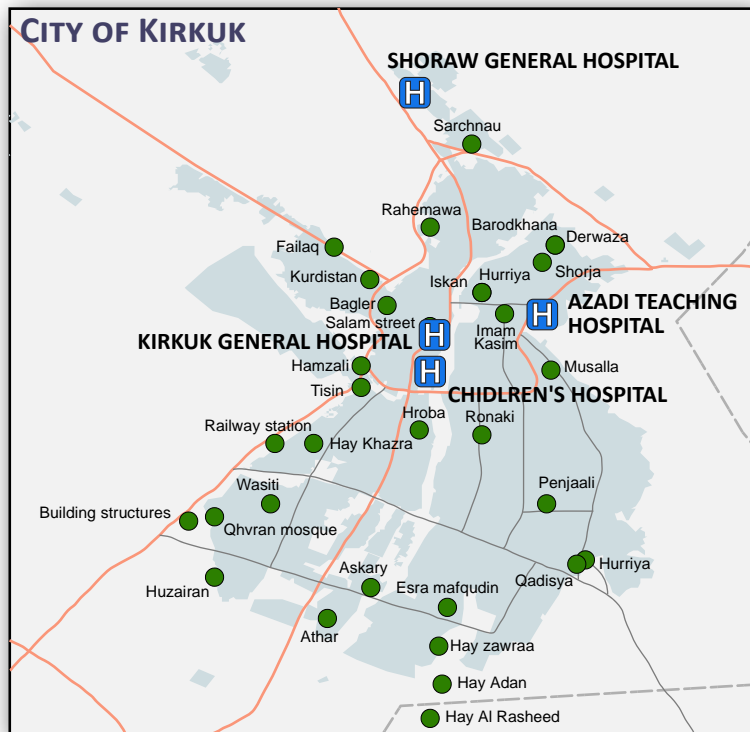 CITY OF KIRKUK
SHORAW GENERAL HOSPITAL
H
Sarchnau
Rahemawa
Barodkhana
Derwaza
Failaq
Shorja
Kurdistan
Iskan
Hurriya
Bagler
AZADI TEACHING
HOSPITAL
H
Salam street
Imam
Kasim
KIRKUK GENERAL HOSPITAL
H
Hamzali
Musalla
H
Tisin
CHIDLREN'S HOSPITAL
Hroba
Ronaki
Railway station
Hay Khazra
Wasiti
Penjaali
Building structures
Qhvran mosque
Huzairan
Askary
Esra mafqudin
Qadisya
Hurriya
Athar
Hay zawraa
Hay Adan
Hay Al Rasheed